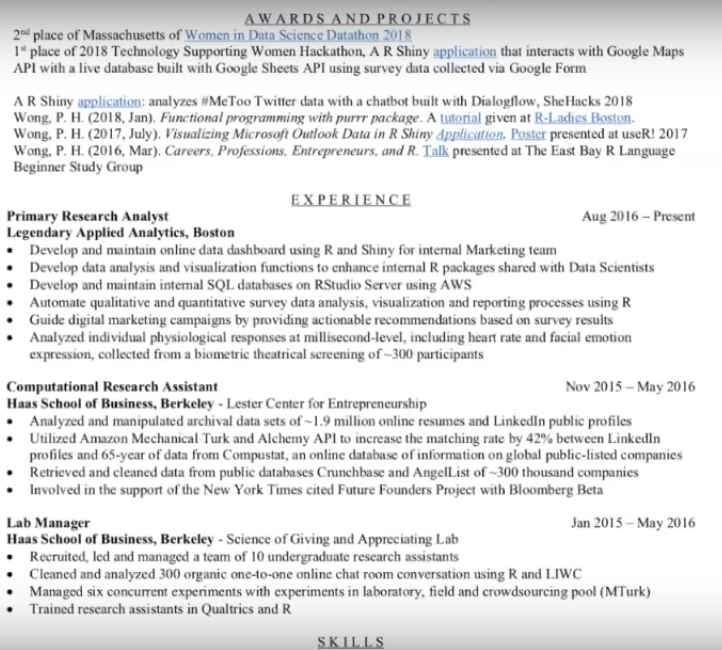 AWARDS AND PROJECTS
2nd place of Massachusetts of Women in Data Science Datathon 2018
1st place of 2018 Technology Supporting Women Hackathon, A R Shiny application that interacts with Google Maps
API with a live database built with Google Sheets API using survey data collected via Google Form
A R Shiny application: analyzes #MeToo Twitter data with a chatbot built with Dialogflow, SheHacks 2018
Wong, P. H. (2018, Jan). Functional programming with purrr package. A tutorial given at R-Ladies Boston.
Wong, P. H. (2017, July). Visualizing Microsoft Outlook Data in R Shiny Application. Poster presented at useR! 2017
Wong, P. H. (2016, Mar). Careers, Professions, Entrepreneurs, and R. Talk presented at The East Bay R Language
Beginner Study Group
EXPERIENCE
Primary Research Analyst Aug 2016 – Present
Legendary Applied Analytics, Boston
• Develop and maintain online data dashboard using R and Shiny for internal Marketing team
• Develop data analysis and visualization functions to enhance internal R packages shared with Data Scientists
• Develop and maintain internal SQL databases on RStudio Server using AWS
• Automate qualitative and quantitative survey data analysis, visualization and reporting processes using R
• Guide digital marketing campaigns by providing actionable recommendations based on survey results
• Analyzed individual physiological responses at millisecond-level, including heart rate and facial emotion
expression, collected from a biometric theatrical screening of ~300 participants
Computational Research Assistant Nov 2015 – May 2016
Haas School of Business, Berkeley - Lester Center for Entrepreneurship
• Analyzed and manipulated archival data sets of ~1.9 million online resumes and LinkedIn public profiles
• Utilized Amazon Mechanical Turk and Alchemy API to increase the matching rate by 42% between LinkedIn
profiles and 65-year of data from Compustat, an online database of information on global public-listed companies
• Retrieved and cleaned data from public databases Crunchbase and AngelList of ~300 thousand companies
• Involved in the support of the New York Times cited Future Founders Project with Bloomberg Beta
Lab Manager Jan 2015 – May 2016
Haas School of Business, Berkeley - Science of Giving and Appreciating Lab
• Recruited, led and managed a team of 10 undergraduate research assistants
• Cleaned and analyzed 300 organic one-to-one online chat room conversation using R and LIWC
• Managed six concurrent experiments with experiments in laboratory, field and crowdsourcing pool (MTurk)
• Trained research assistants in Qualtrics and R
SKILLS